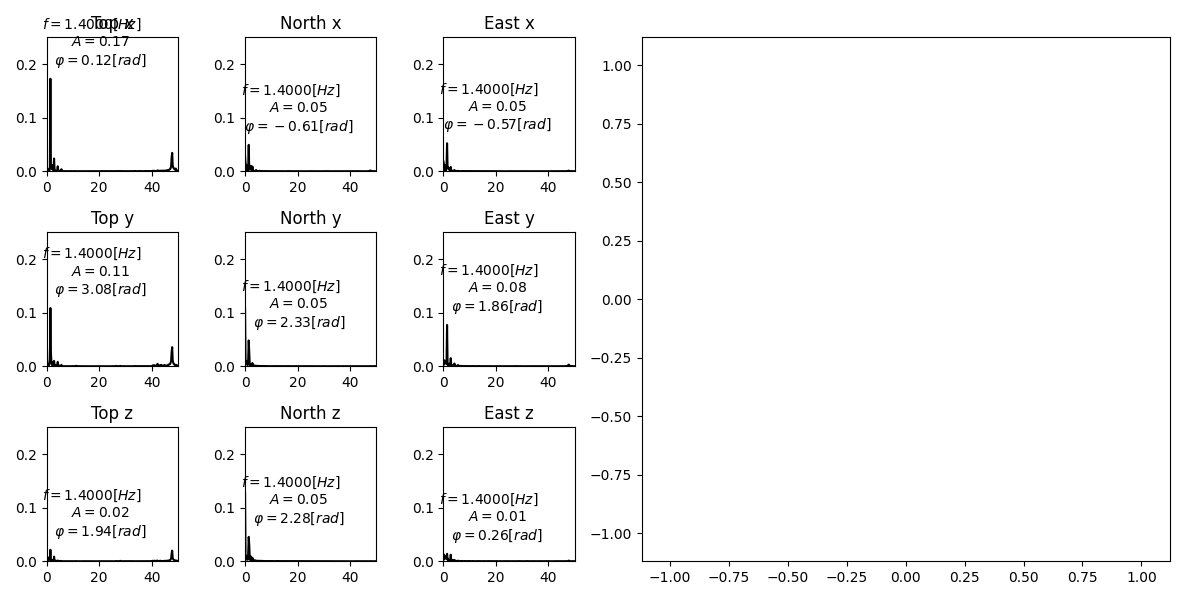 Top x
f = 1.4000[Hz]
A = 0.17
φ = 0.12[rad]
0.2
0.1
0.0
0 20 40
North x
f = 1.4000[Hz]
A = 0.05
φ = −0.61[rad]
0.2
0.1
0.0
0 20 40
East x
f = 1.4000[Hz]
A = 0.05
φ = −0.57[rad]
0.2
0.1
0.0
0 20 40
Top y
f = 1.4000[Hz]
A = 0.11
φ = 3.08[rad]
0.2
0.1
0.0
0 20 40
North y
f = 1.4000[Hz]
A = 0.05
φ = 2.33[rad]
0.2
0.1
0.0
0 20 40
East y
f = 1.4000[Hz]
A = 0.08
φ = 1.86[rad]
0.2
0.1
0.0
0 20 40
Top z
f = 1.4000[Hz]
A = 0.02
φ = 1.94[rad]
0.2
0.1
0.0
0 20 40
North z
f = 1.4000[Hz]
A = 0.05
φ = 2.28[rad]
0.2
0.1
0.0
0 20 40
East z
f = 1.4000[Hz]
A = 0.01
φ = 0.26[rad]
0.2
0.1
0.0
0 20 40
1.00
0.75
0.50
0.25
0.00
−0.25
−0.50
−0.75
−1.00
−1.00 −0.75 −0.50 −0.25 0.00 0.25 0.50 0.75 1.00